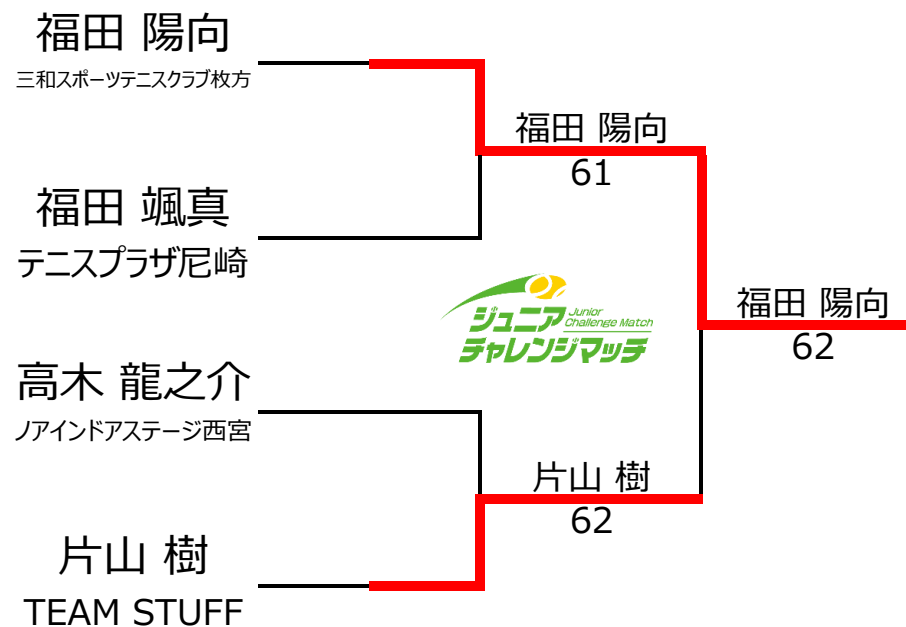 福田 陽向
三和スポーツテニスクラブ枚方
福田 陽向
61
福田 颯真
テニスプラザ尼崎
福田 陽向
62
ジュニア Junior
Challenge Match
チャレンジマッチ
高木 龍之介
ノアインドアステージ西宮
片山 樹
62
片山 樹
TEAM STUFF